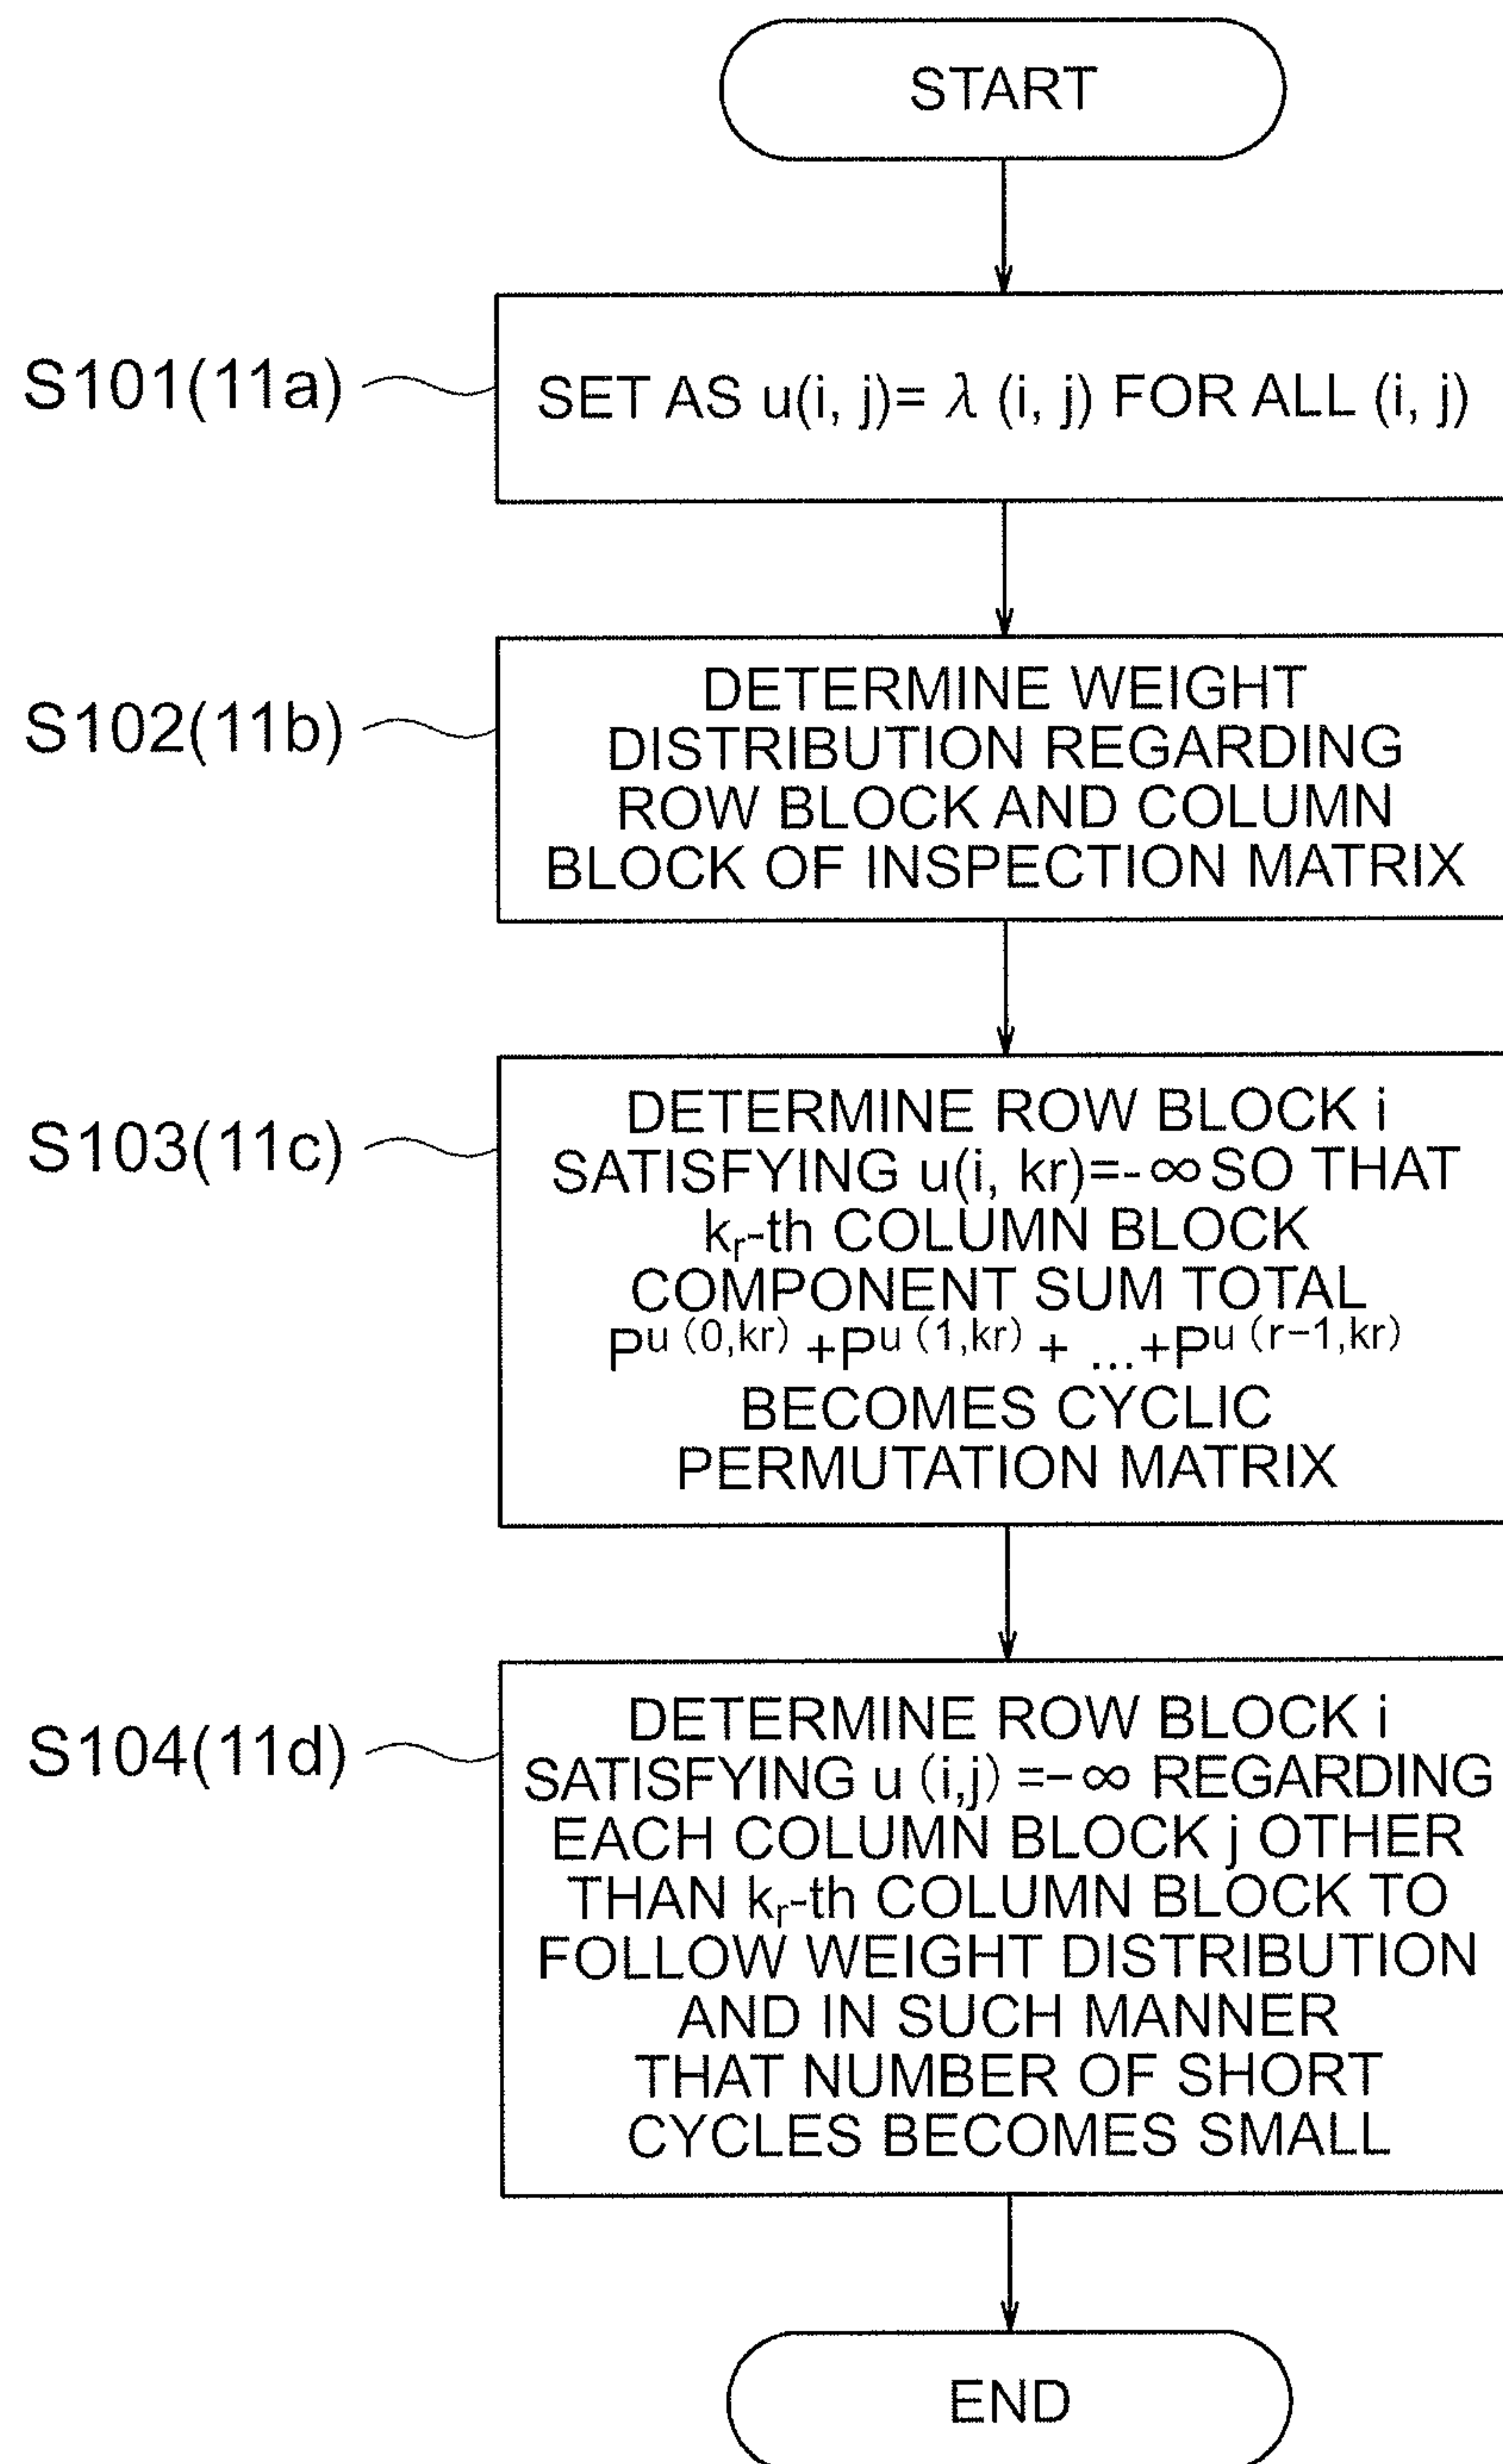 START
S101(11a)
SET AS u(i, j)= λ (i, j) FOR ALL (i, j)
S102(11b)
DETERMINE WEIGHT
DISTRIBUTION REGARDING
ROW BLOCK AND COLUMN
BLOCK OF INSPECTION MATRIX
S103(11c)
DETERMINE ROW BLOCK i
SATISFYING u(i, kr)=-∞ SO THAT
kᵣ-th COLUMN BLOCK
COMPONENT SUM TOTAL
P^u (0,kr) +P^u (1,kr) + ...+P^u (r-1,kr)
BECOMES CYCLIC
PERMUTATION MATRIX
S104(11d)
DETERMINE ROW BLOCK i
SATISFYING u (i,j) =-∞ REGARDING
EACH COLUMN BLOCK j OTHER
THAN kᵣ-th COLUMN BLOCK TO
FOLLOW WEIGHT DISTRIBUTION
AND IN SUCH MANNER
THAT NUMBER OF SHORT
CYCLES BECOMES SMALL
END